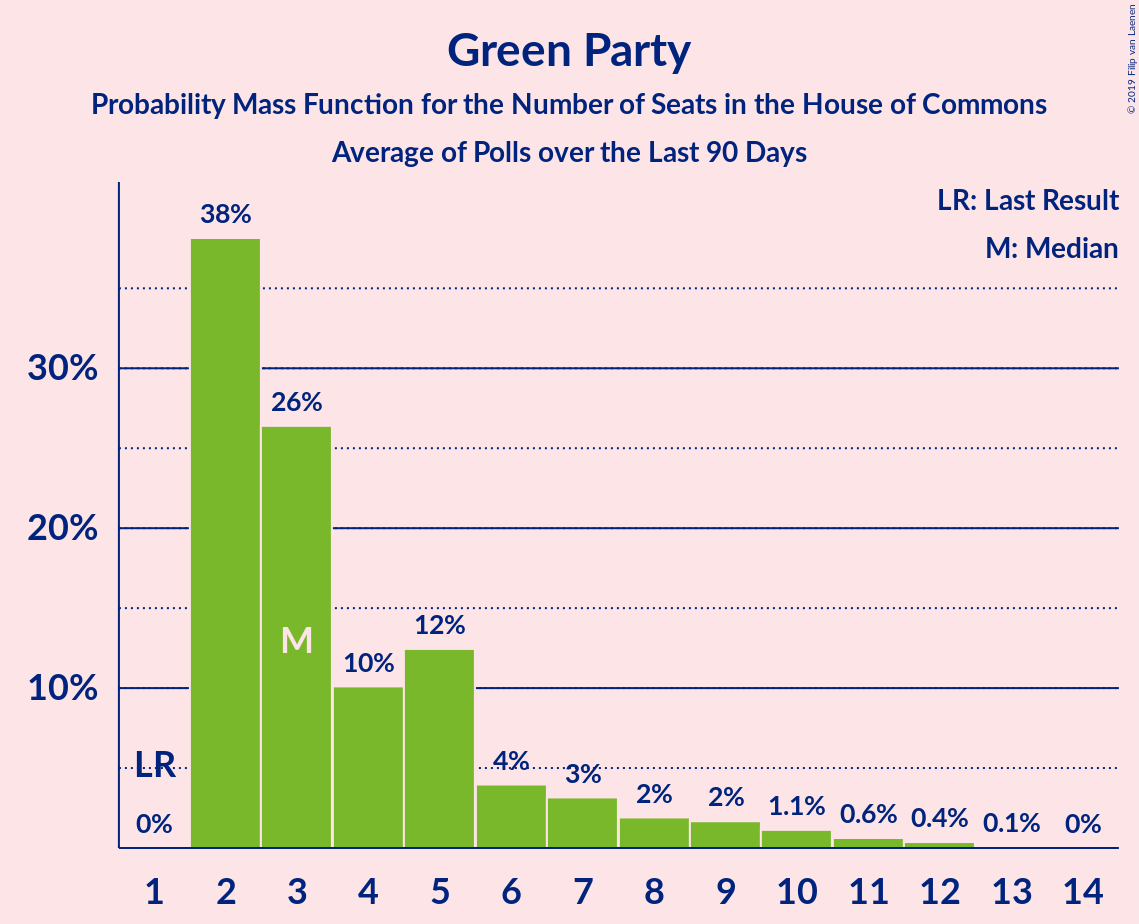 © 2019 Filip van Laenen
Green Party
Probability Mass Function for the Number of Seats in the House of Commons
Average of Polls over the Last 90 Days
LR: Last Result
M: Median
38%
30%
26%
20%
M
12%
10%
10%
LR
4%
3%
2%
2%
1.1%
0.6%
0.4%
0.1%
0%
0%
1 2 3 4 5 6 7 8 9 10 11 12 13 14